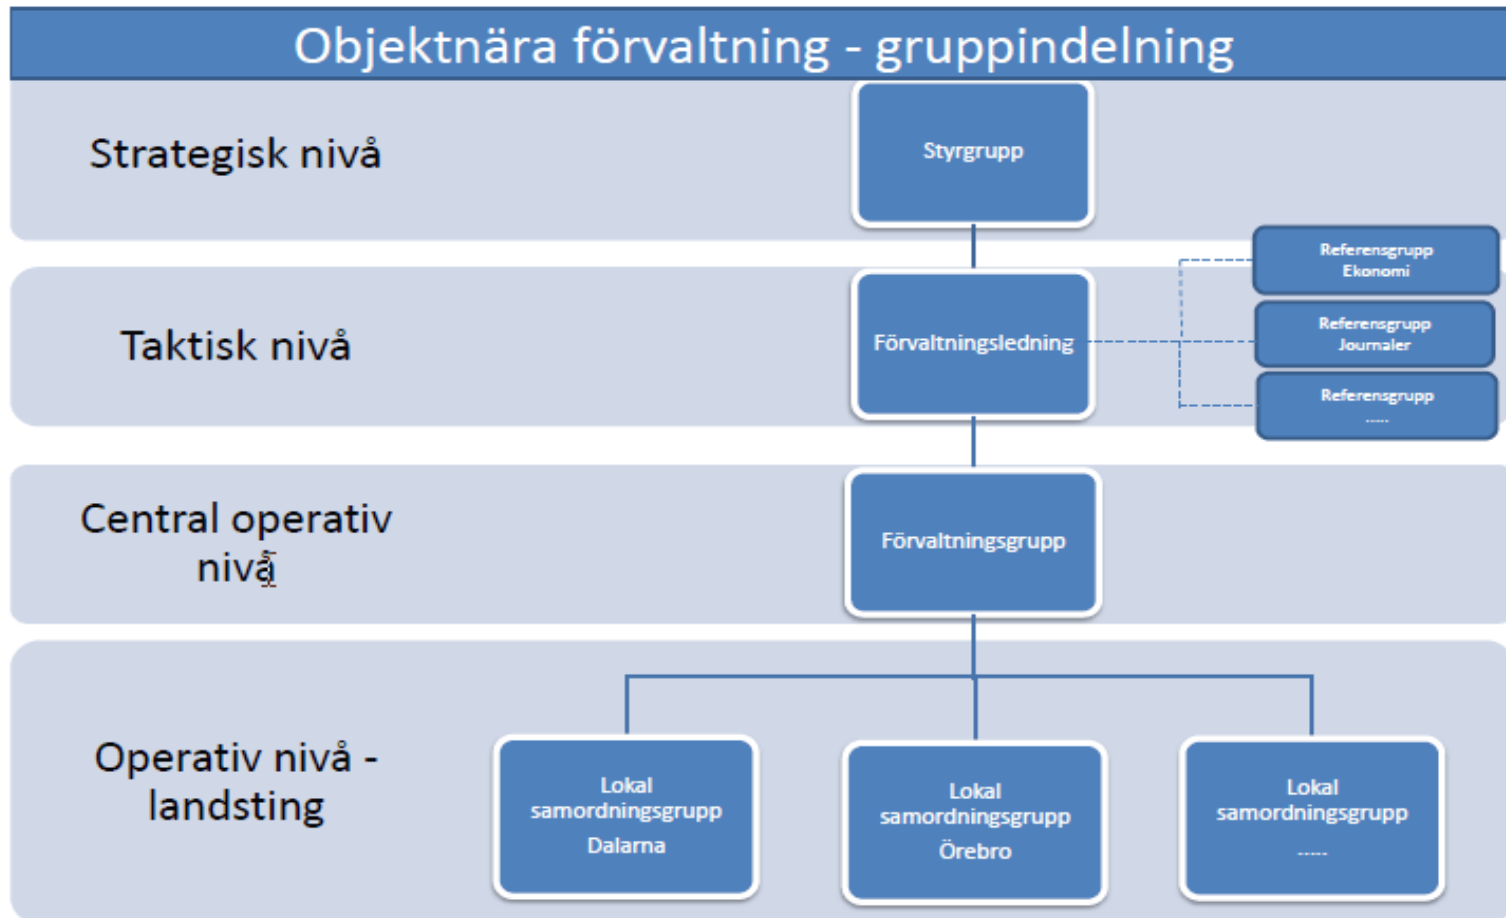 Objektnära förvaltning - gruppindelning
Strategisk nivå
Styrgrupp
Referensgrupp
Ekonomi
Taktisk nivå
Förvaltningsledning
Referensgrupp
Journaler
Referensgrupp
.....
Central operativ
nivå
Förvaltningsgrupp
Operativ nivå -
landsting
Lokal
samordningsgrupp
Dalarna
Lokal
samordningsgrupp
Örebro
Lokal
samordningsgrupp
.....